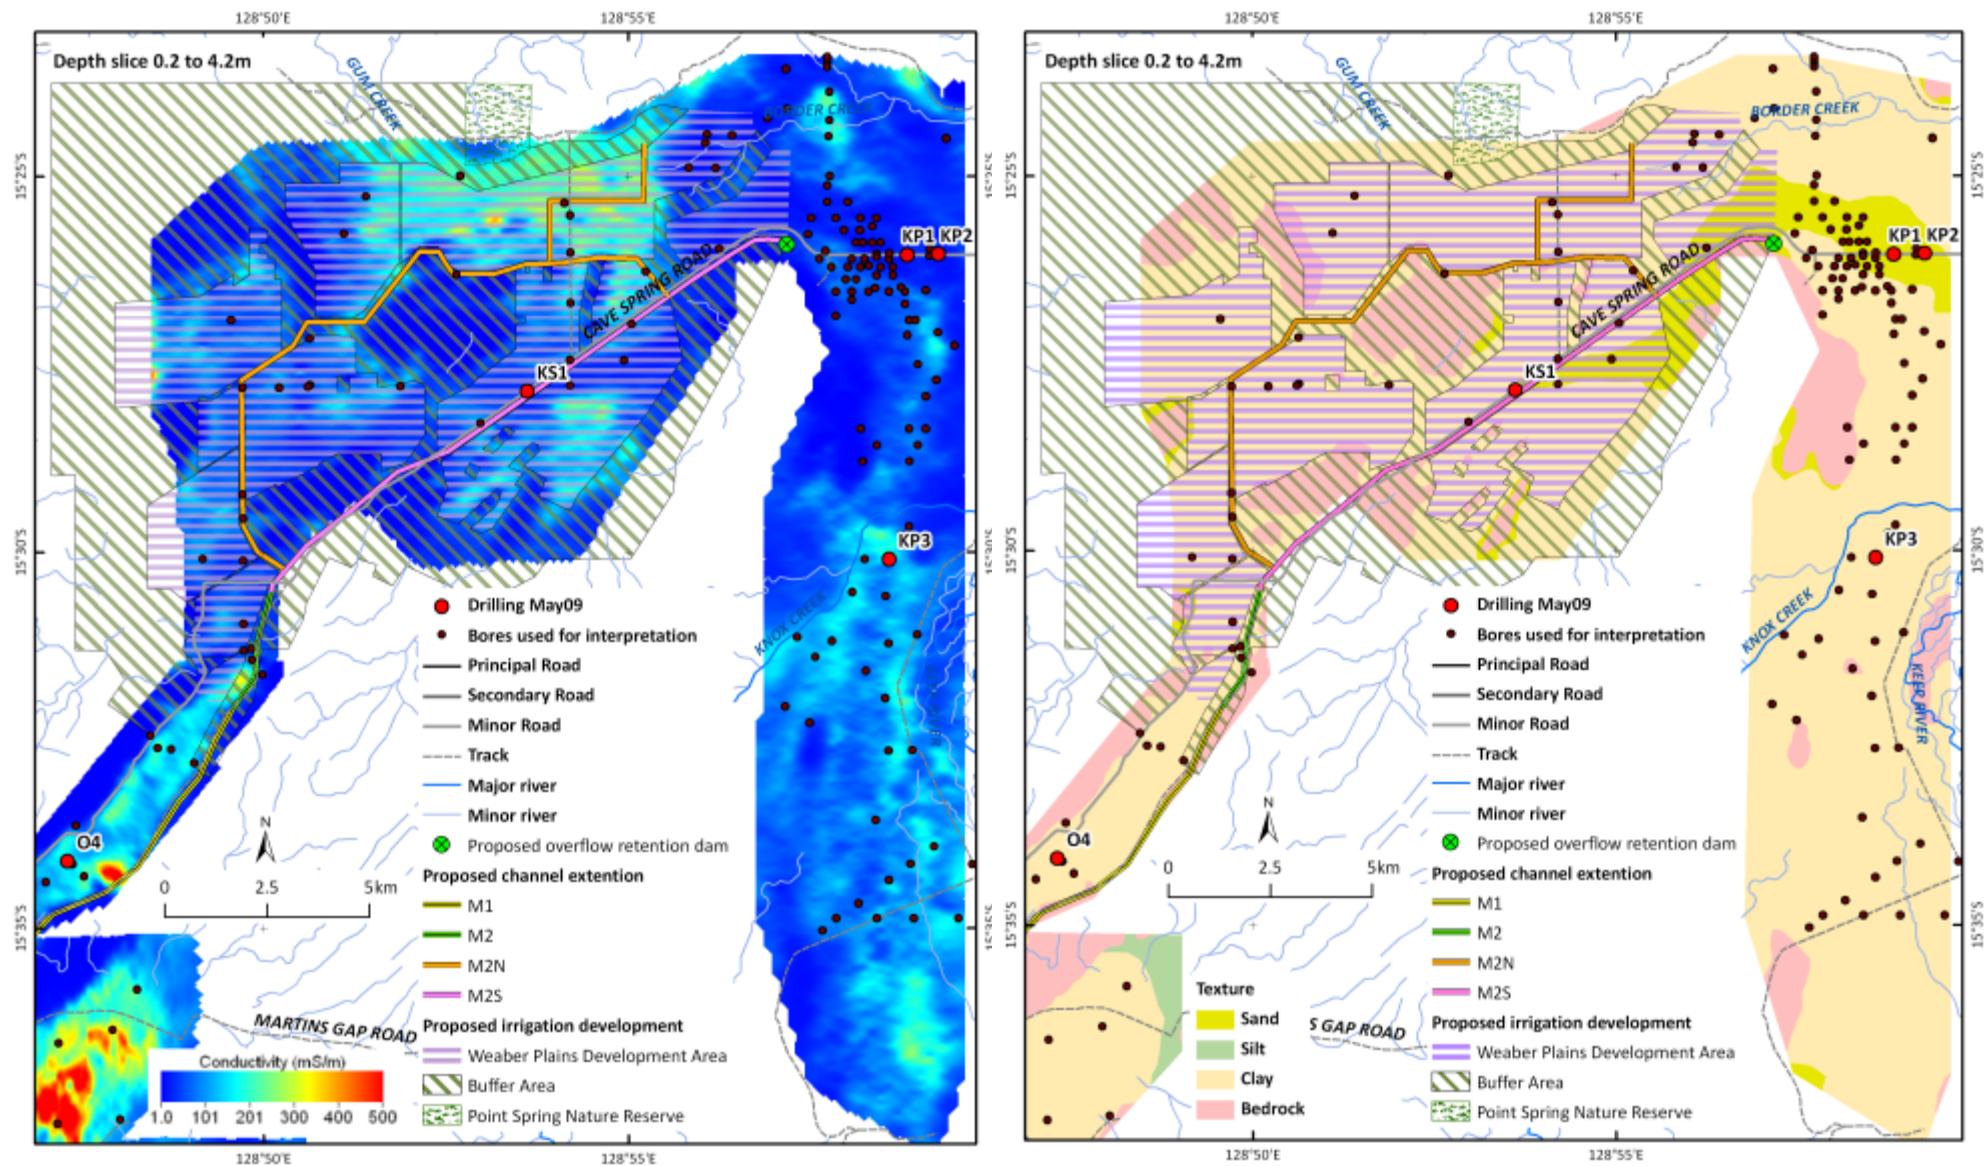 128°50'E
128°55'E
Depth slice 0.2 to 4.2m
GUM CREEK
BORDER CREEK
15°25'S
15°30'S
15°35'S
CAVE SPRING ROAD
KP1
KP2
KS1
KP3
KNOX CREEK
O4
MARTINS GAP ROAD
N
0
2.5
5km
Drilling May09
Bores used for interpretation
Principal Road
Secondary Road
Minor Road
Track
Major river
Minor river
Proposed overflow retention dam
Proposed channel extention
M1
M2
M2N
M2S
Proposed irrigation development
Weaber Plains Development Area
Buffer Area
Point Spring Nature Reserve
Conductivity (mS/m)
1.0 101 201 300 400 500
128°50'E
128°55'E
128°50'E
128°55'E
Depth slice 0.2 to 4.2m
GUM CREEK
BORDER CREEK
15°25'S
15°25'S
15°30'S
15°30'S
15°35'S
15°35'S
CAVE SPRING ROAD
KP1
KP2
KS1
KP3
KNOX CREEK
KEEP RIVER
O4
S GAP ROAD
N
0
2.5
5km
Drilling May09
Bores used for interpretation
Principal Road
Secondary Road
Minor Road
Track
Major river
Minor river
Proposed overflow retention dam
Proposed channel extention
M1
M2
M2N
M2S
Proposed irrigation development
Weaber Plains Development Area
Buffer Area
Point Spring Nature Reserve
Texture
Sand
Silt
Clay
Bedrock
128°50'E
128°55'E